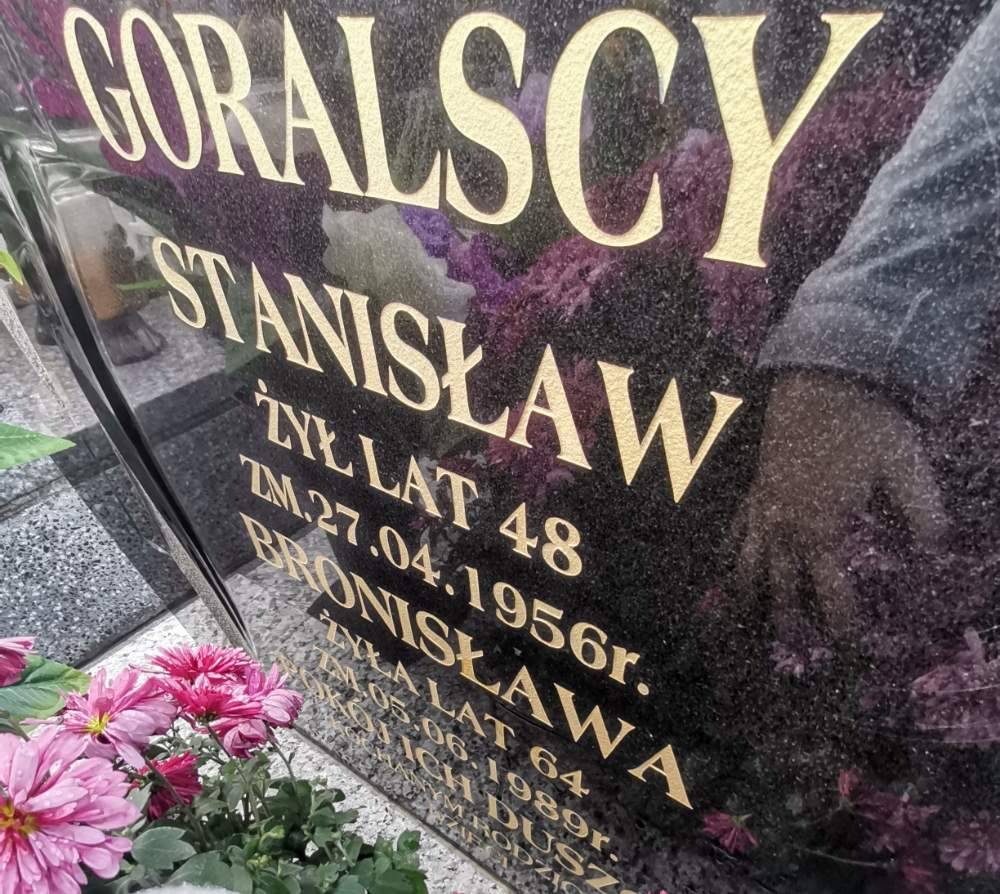 GORALSCY
STANISŁAW
ŻYŁ LAT 48
ZM.27.04.1956r.
BRONISŁAWA
ŻYŁA LAT 64
ZM.05.06.1989r.
POKÓJ ICH DUSZ